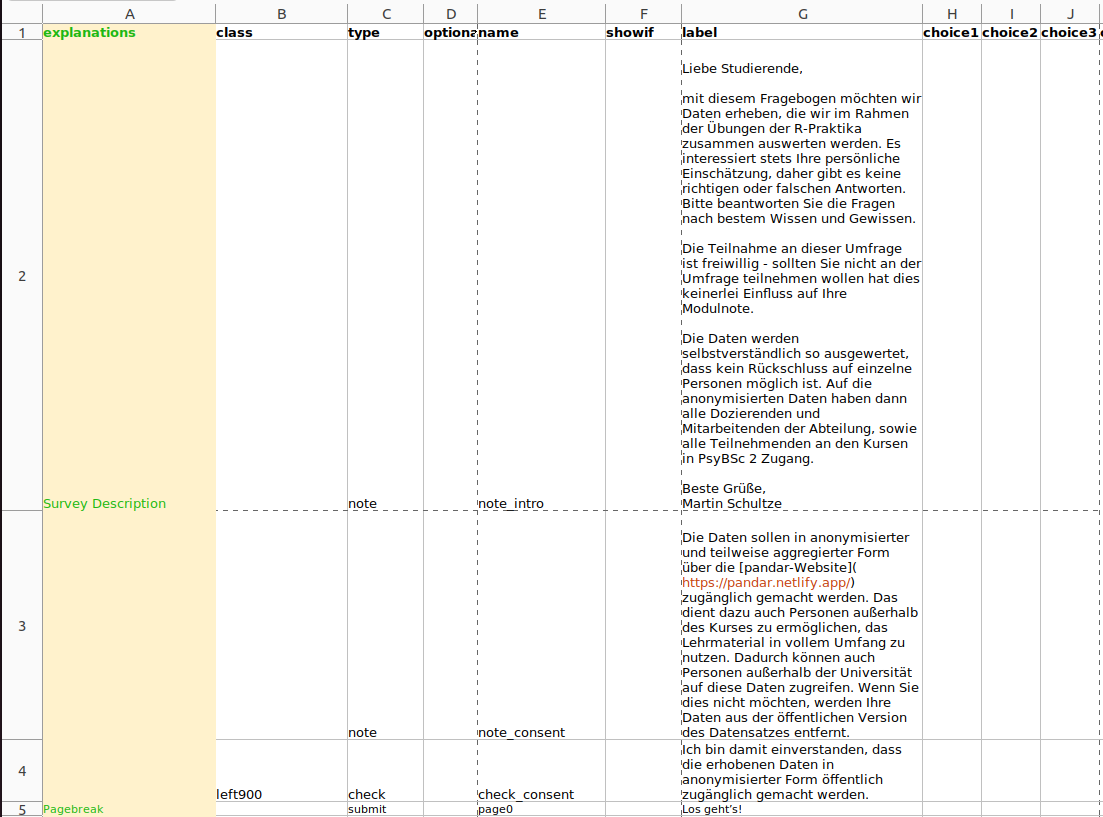 A B C D E F G H I J
1 explanations class type optiona name showif label choice1 choice2 choice3
Liebe Studierende,
mit diesem Fragebogen möchten wir
Daten erheben, die wir im Rahmen
der Übungen der R-Praktika
zusammen auswerten werden. Es
interessiert stets Ihre persönliche
Einschätzung, daher gibt es keine
richtigen oder falschen Antworten.
Bitte beantworten Sie die Fragen
nach bestem Wissen und Gewissen.
Die Teilnahme an dieser Umfrage
ist freiwillig - sollten Sie nicht an der
2
Umfrage teilnehmen wollen hat dies
keinerlei Einfluss auf Ihre
Modulnote.
Die Daten werden
selbstverständlich so ausgewertet,
dass kein Rückschluss auf einzelne
Personen möglich ist. Auf die
anonymisierten Daten haben dann
alle Dozierenden und
Mitarbeitenden der Abteilung, sowie
alle Teilnehmenden an den Kursen
in PsyBSc 2 Zugang.
Beste Grüße,
Survey Description note note_intro Martin Schultze
Die Daten sollen in anonymisierter
und teilweise aggregierter Form
über die [pandar-Website](
https://pandar.netlify.app/)
zugänglich gemacht werden. Das
dient dazu auch Personen außerhalb
3
des Kurses zu ermöglichen, das
Lehrmaterial in vollem Umfang zu
nutzen. Dadurch können auch
Personen außerhalb der Universität
auf diese Daten zugreifen. Wenn Sie
dies nicht möchten, werden Ihre
Daten aus der öffentlichen Version
note note_consent des Datensatzes entfernt.
Ich bin damit einverstanden, dass
die erhobenen Daten in
4
anonymisierter Form öffentlich
left900 check check_consent zugänglich gemacht werden.
5 Pagebreak submit page0 Los geht's!